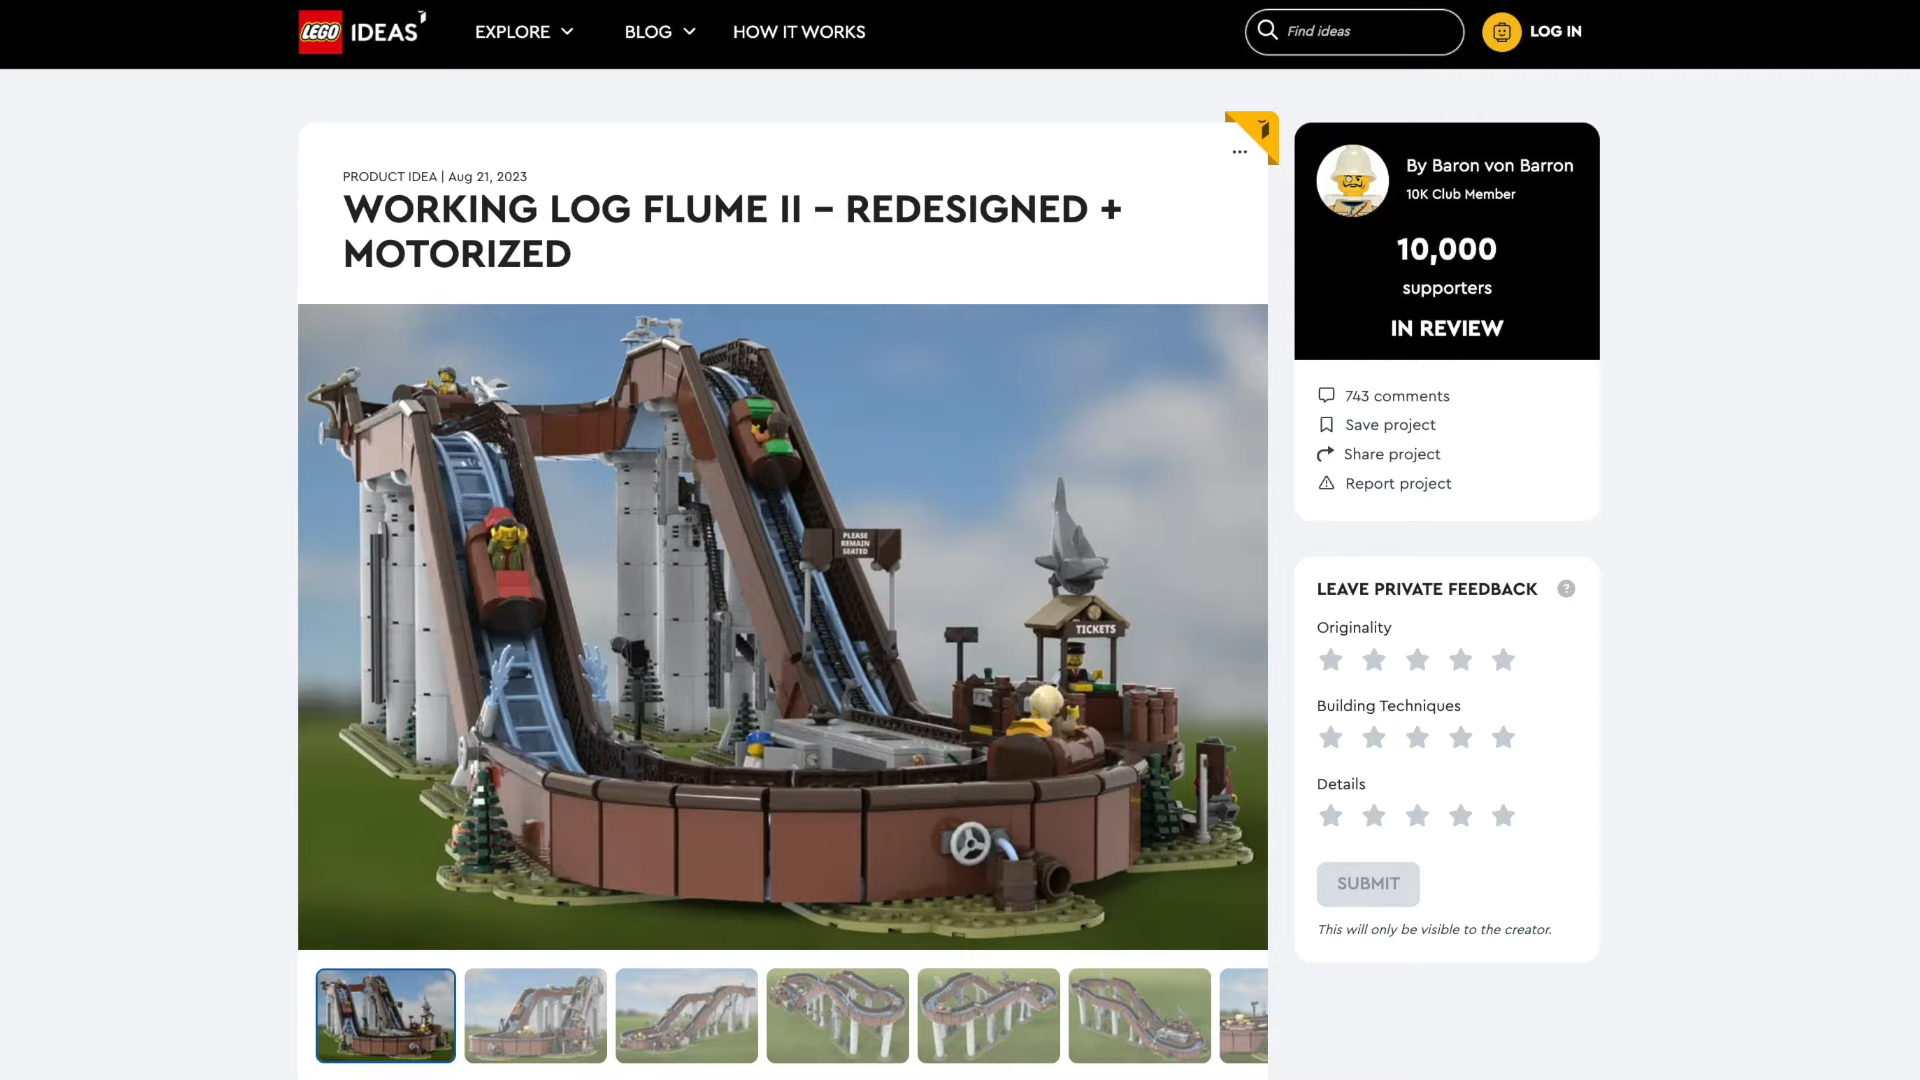 LEGO IDEAS
EXPLORE
BLOG
HOW IT WORKS
Find ideas
LOG IN
PRODUCT IDEA | Aug 21, 2023
WORKING LOG FLUME II – REDESIGNED +
MOTORIZED
By Baron von Barron
10K Club Member
10,000
supporters
IN REVIEW
743 comments
Save project
Share project
Report project
PLEASE
REMAIN
SEATED
TICKETS
LEAVE PRIVATE FEEDBACK
?
Originality
Building Techniques
Details
SUBMIT
This will only be visible to the creator.